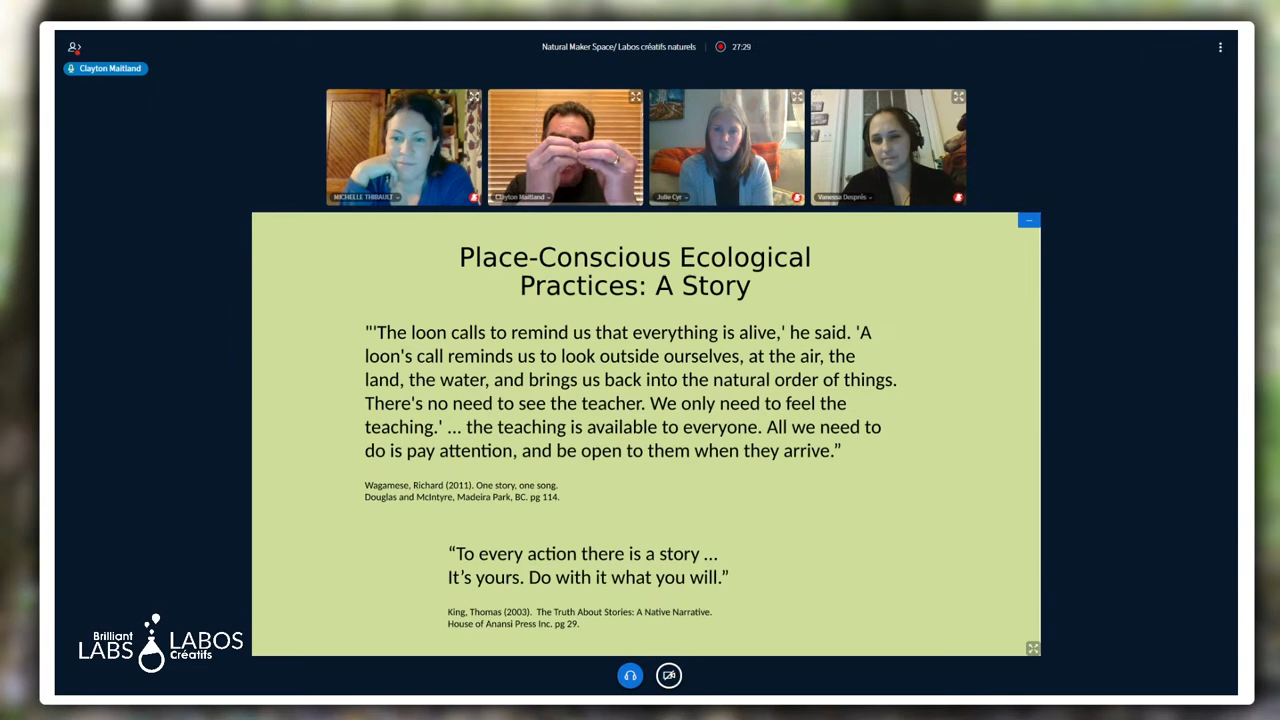 Natural Maker Space/ Labos créatifs naturels
27:29
Clayton Maitland
MICHELLE THIBAULT
Clayton Maitland
Julie Cyr
Vanessa Després
Place-Conscious Ecological
Practices: A Story
"'The loon calls to remind us that everything is alive,' he said. 'A
loon's call reminds us to look outside ourselves, at the air, the
land, the water, and brings us back into the natural order of things.
There's no need to see the teacher. We only need to feel the
teaching.' ... the teaching is available to everyone. All we need to
do is pay attention, and be open to them when they arrive.”
Wagamese, Richard (2011). One story, one song.
Douglas and McIntyre, Madeira Park, BC. pg 114.
“To every action there is a story ...
It’s yours. Do with it what you will.”
King, Thomas (2003). The Truth About Stories: A Native Narrative.
House of Anansi Press Inc. pg 29.
Brilliant
LABS
LABOS
Créatifs